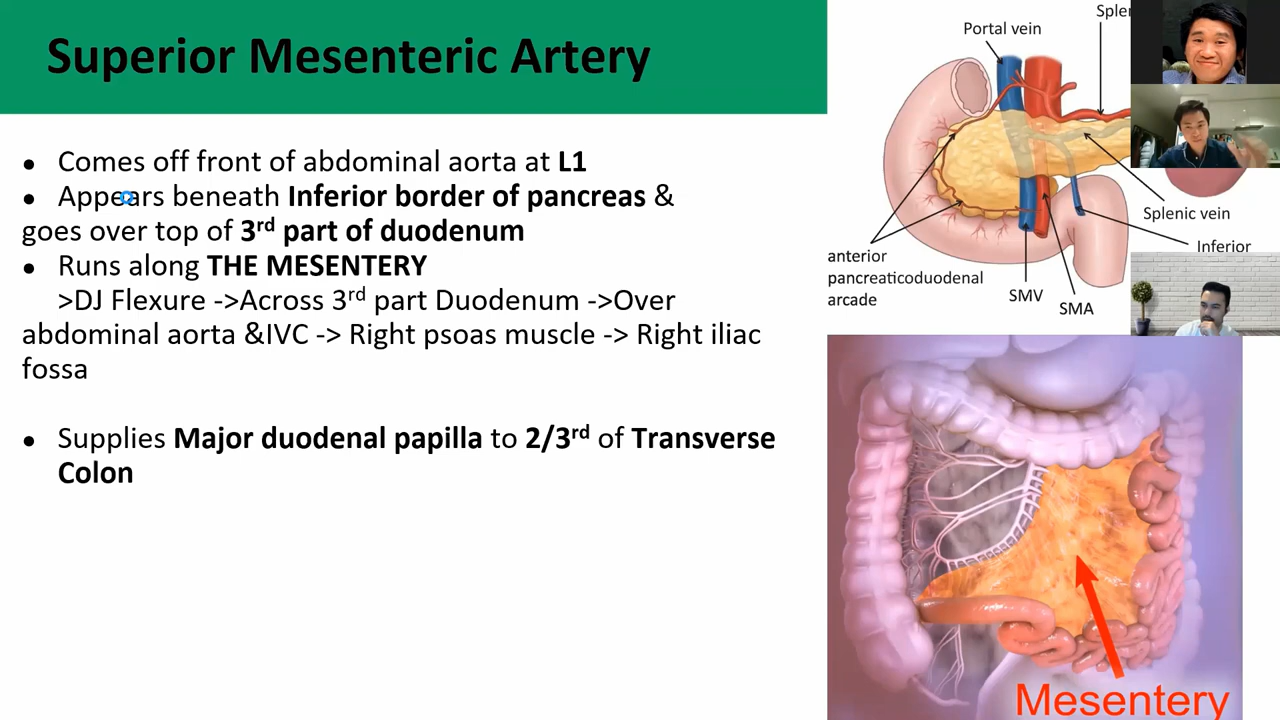 Superior Mesenteric Artery
● Comes off front of abdominal aorta at L1
● Appears beneath Inferior border of pancreas &
goes over top of 3rd part of duodenum
● Runs along THE MESENTERY
>DJ Flexure ->Across 3rd part Duodenum ->Over
abdominal aorta &IVC -> Right psoas muscle -> Right iliac
fossa
● Supplies Major duodenal papilla to 2/3rd of Transverse
Colon
Portal vein
Splenic vein
Inferior
anterior
pancreaticoduodenal
arcade
SMV
SMA
Mesentery